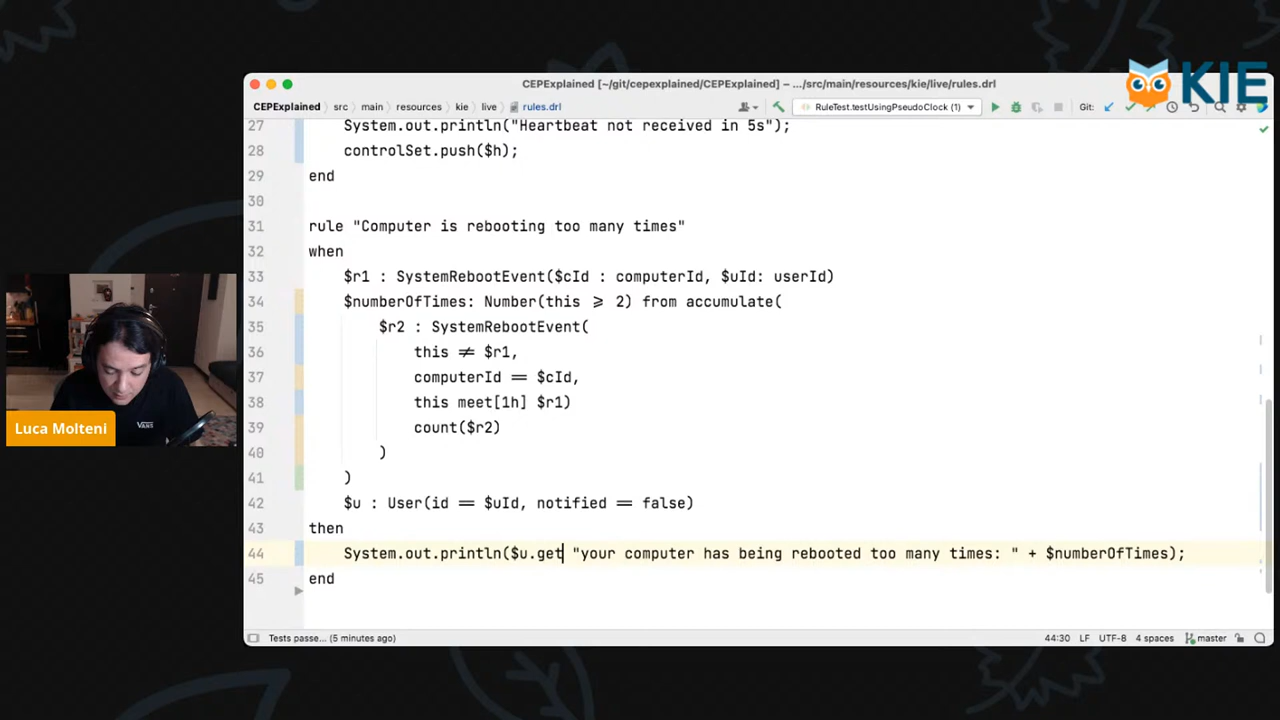 KIE
CEPExplained [~/git/cepexplained/CEPExplained] – .../src/main/resources/kie/live/rules.drl
CEPExplained src main resources kie live rules.drl RuleTest.testUsingPseudoClock (1) Git:
27 System.out.println("Heartbeat not received in 5s");
28 controlSet.push($h);
29 end
30
31 rule "Computer is rebooting too many times"
32 when
33 $r1 : SystemRebootEvent($cId : computerId, $uId: userId)
34 $numberOfTimes: Number(this ⩾ 2) from accumulate(
35 $r2 : SystemRebootEvent(
36 this ≠ $r1,
37 computerId == $cId,
38 this meet[1h] $r1)
39 count($r2)
40 )
41 )
42 $u : User(id == $uId, notified == false)
43 then
44 System.out.println($u.get "your computer has being rebooted too many times: " + $numberOfTimes);
45 end
Tests passe... (5 minutes ago) 44:30 LF UTF-8 4 spaces master
VANS
Luca Molteni